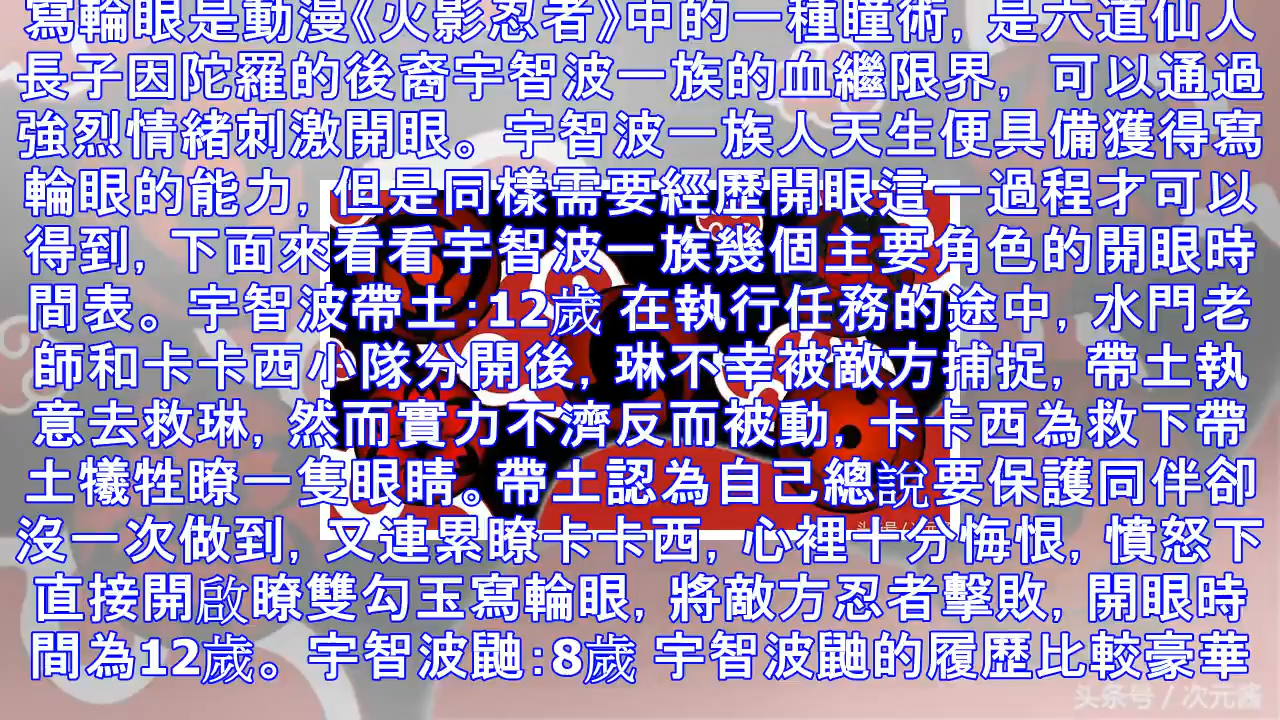 寫輪眼是動漫《火影忍者》中的一種瞳術, 是六道仙人
長子因陀羅的後裔宇智波一族的血繼限界, 可以通過
強烈情緒刺激開眼。宇智波一族人天生便具備獲得寫
輪眼的能力, 但是同樣需要經歷開眼這一過程才可以
得到, 下面來看看宇智波一族幾個主要角色的開眼時
間表。宇智波帶土:12歲 在執行任務的途中, 水門老
師和卡卡西小隊分開後, 琳不幸被敵方捕捉, 帶土執
意去救琳, 然而實力不濟反而被動, 卡卡西為救下帶
土犧牲瞭一隻眼睛。帶土認為自己總說要保護同伴卻
沒一次做到, 又連累瞭卡卡西, 心裡十分悔恨, 憤怒下
直接開啟瞭雙勾玉寫輪眼, 將敵方忍者擊敗, 開眼時
間為12歲。宇智波鼬:8歲 宇智波鼬的履歷比較豪華
头条号 / 次元酱